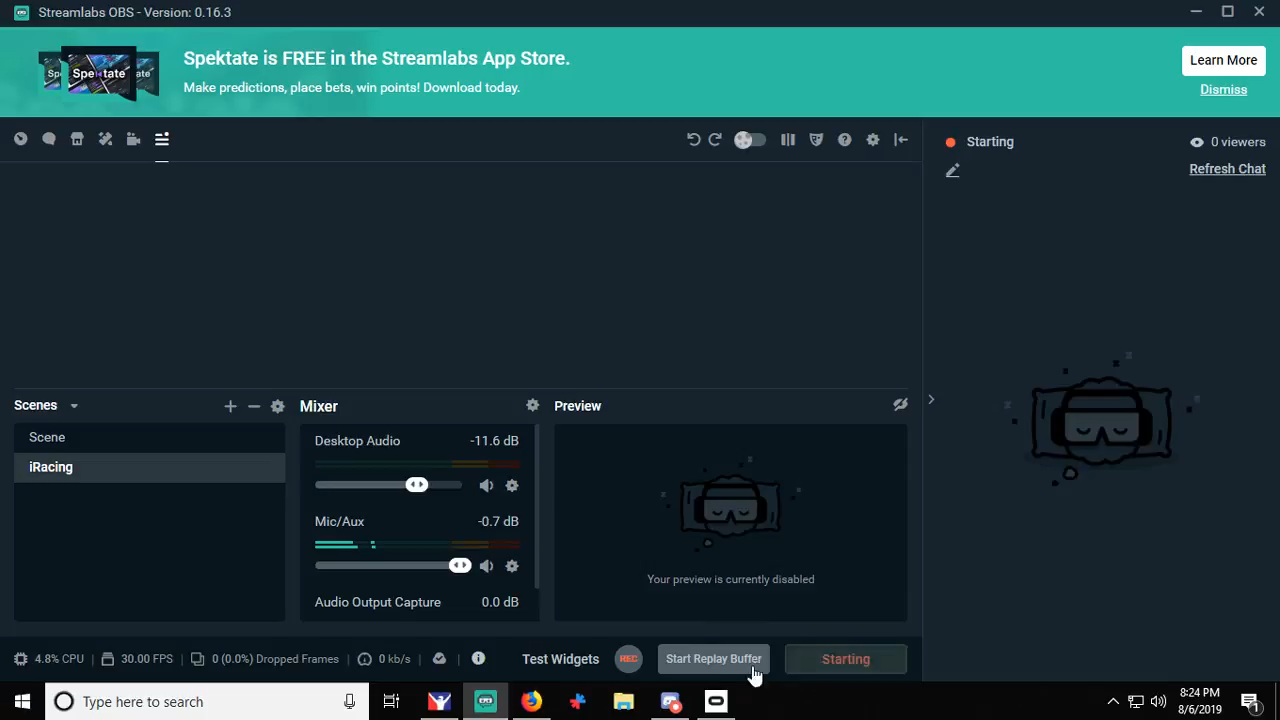 Streamlabs OBS - Version: 0.16.3
Spektate
Spektate is FREE in the Streamlabs App Store.
Make predictions, place bets, win points! Download today.
Learn More
Dismiss
Starting
0 viewers
Refresh Chat
Scenes
Scene
iRacing
Mixer
Desktop Audio -11.6 dB
Mic/Aux -0.7 dB
Audio Output Capture 0.0 dB
Preview
Your preview is currently disabled
4.8% CPU
30.00 FPS
0 (0.0%) Dropped Frames
0 kb/s
Test Widgets
REC
Start Replay Buffer
Starting
Type here to search
8:24 PM
8/6/2019
1